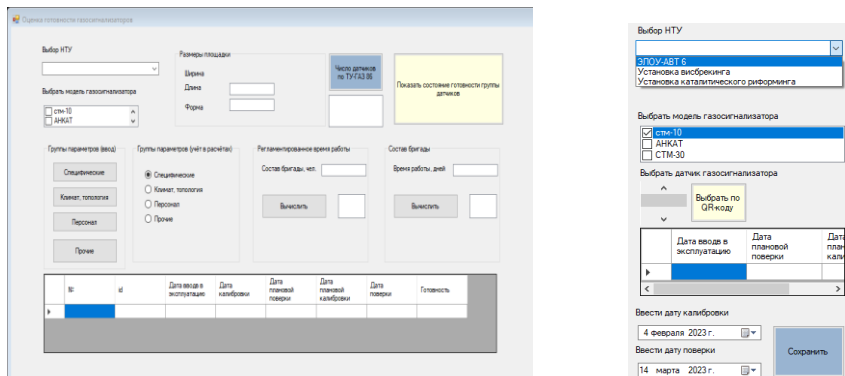 Оценка готовности газосигнализаторов
Выбор НТУ
Выбрать модель газосигнализатора
стм-10
АНКАТ
Размеры площадки
Ширина
Длина
Форма
Число датчиков
по ТУ-ГАЗ 86
Показать состояние готовности группы
датчиков
Группы параметров (ввод)
Специфические
Климат, топология
Персонал
Прочие
Группы параметров (учёт в расчётах)
Специфические
Климат, топология
Персонал
Прочие
Регламентированное время работы
Состав бригады, чел.
Вычислить
Состав бригады
Время работы, дней
Вычислить
№
id
Дата ввода в
эксплуатацию
Дата
калибровки
Дата
плановой
поверки
Дата
плановой
калибровки
Дата
поверки
Готовность
Выбор НТУ
ЭЛОУ-АВТ 6
Установка висбрекинга
Установка каталитического риформинга
Выбрать модель газосигнализатора
стм-10
АНКАТ
СТМ-30
Выбрать датчик газосигнализатора
Выбрать по
QR-коду
Дата ввода в
эксплуатацию
Дата
плановой
поверки
Дата
план
кали
Ввести дату калибровки
4 февраля 2023 г.
Ввести дату поверки
14 марта 2023 г.
Сохранить